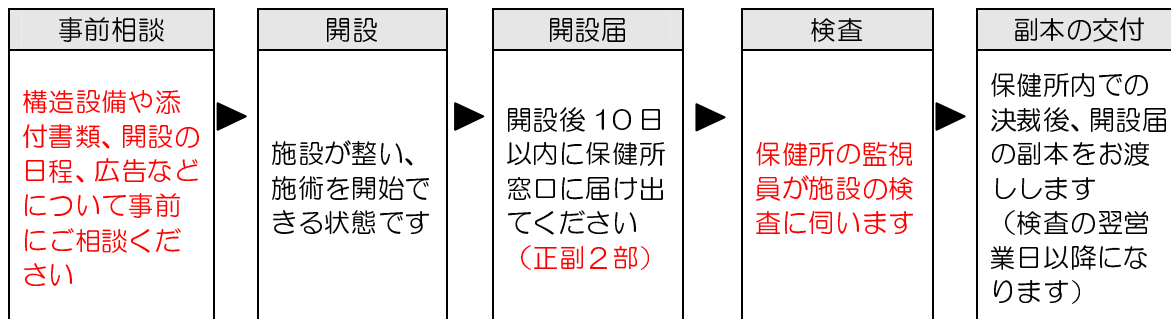 事前相談
構造設備や添
付書類、開設の
日程、広告など
について事前
にご相談くだ
さい
開設
施設が整い、
施術を開始で
きる状態です
開設届
開設後 10 日
以内に保健所
窓口に届け出
てください
（正副２部）
検査
保健所の監視
員が施設の検
査に伺います
副本の交付
保健所内での
決裁後、開設届
の副本をお渡
しします
（検査の翌営
業日以降にな
ります）